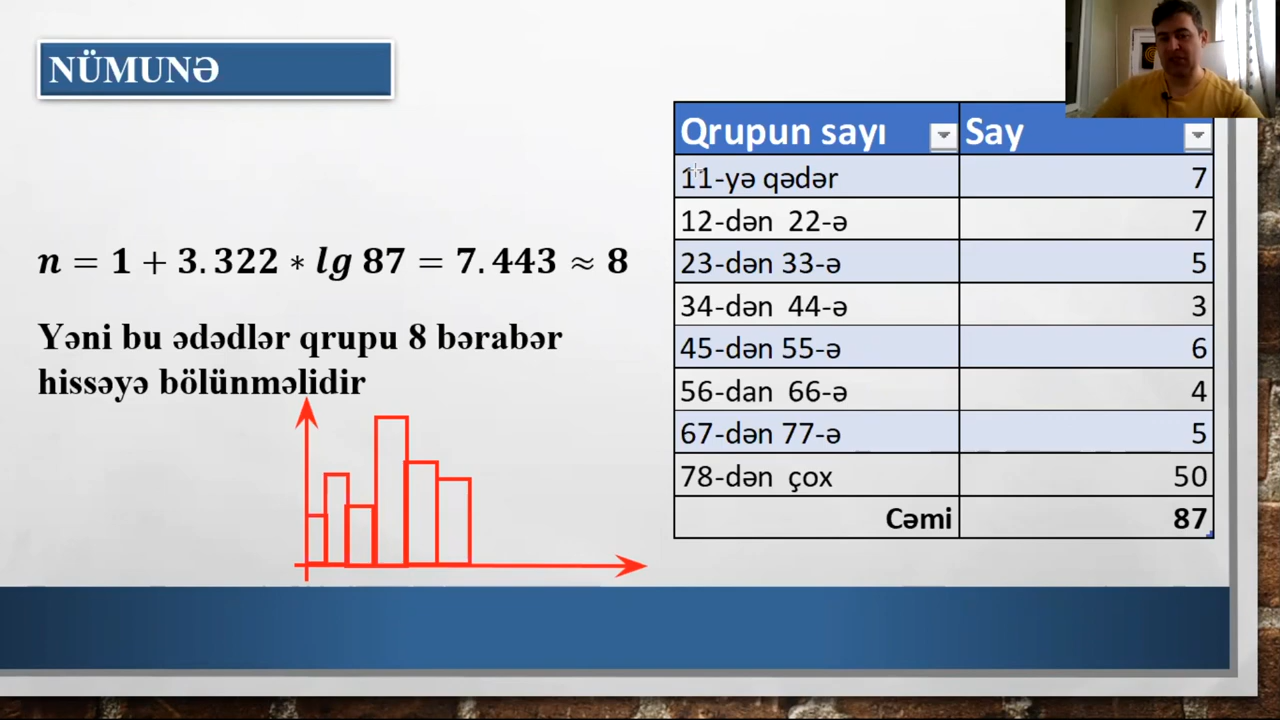 NÜMUNƏ
n = 1 + 3.322 * lg 87 = 7.443 ≈ 8
Yəni bu ədədlər qrupu 8 bərabər
hissəyə bölünməlidir
Qrupun sayı Say
11-yə qədər 7
12-dən 22-ə 7
23-dən 33-ə 5
34-dən 44-ə 3
45-dən 55-ə 6
56-dan 66-ə 4
67-dən 77-ə 5
78-dən çox 50
Cəmi 87